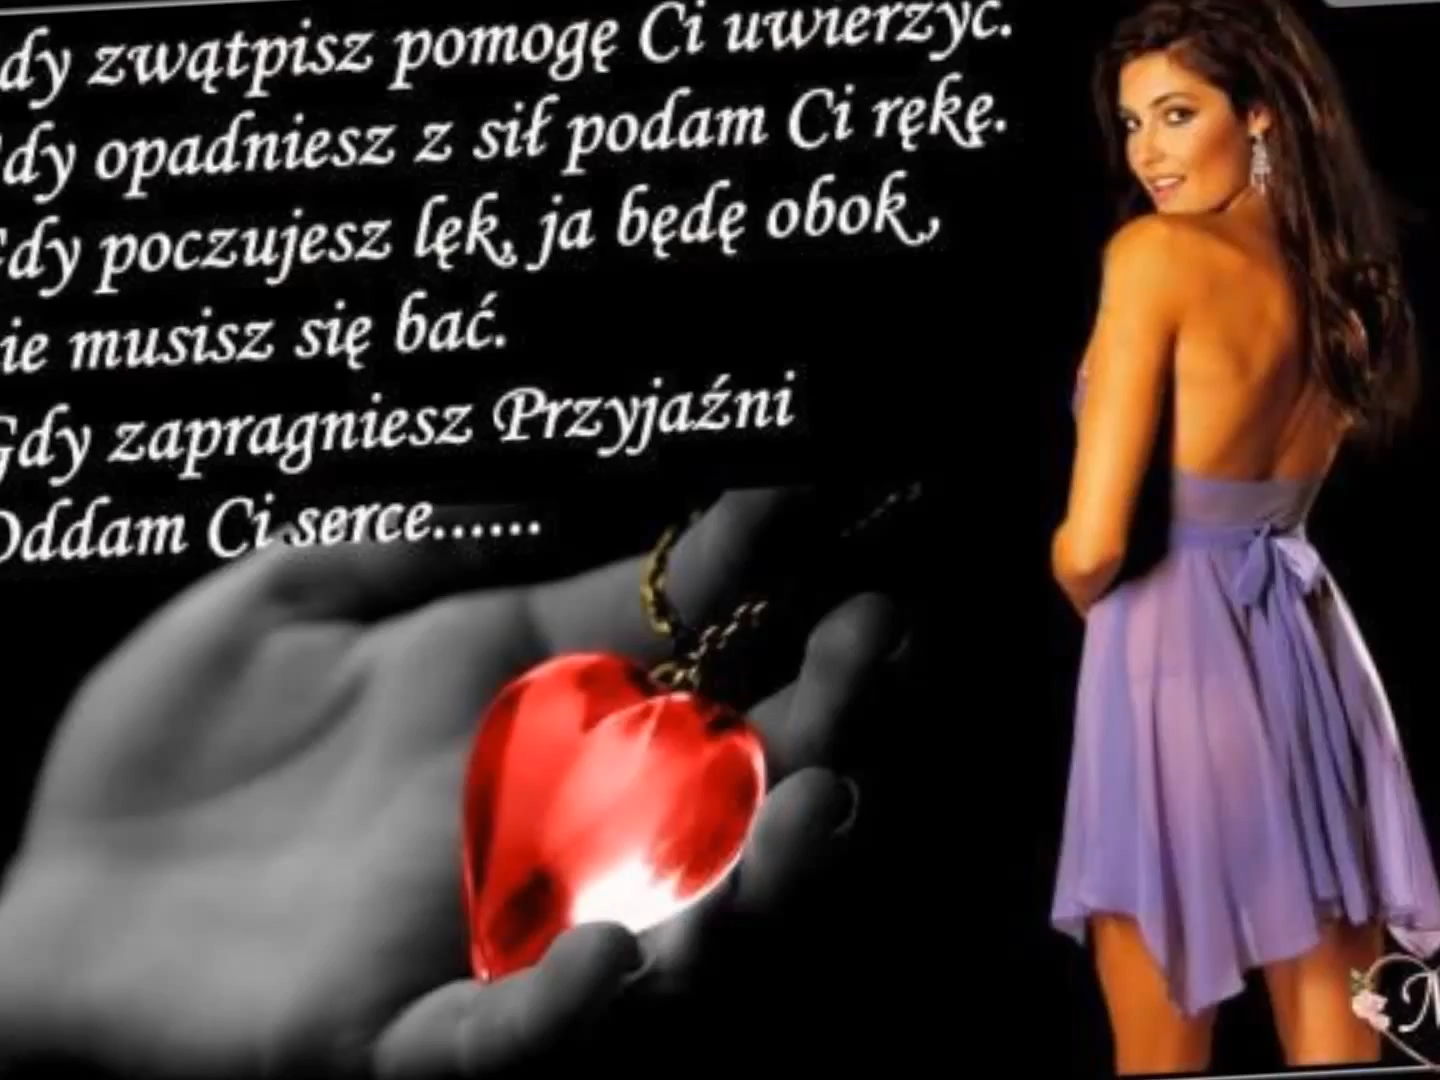 dy zwątpisz pomogę Ci uwierzyć.
dy opadniesz z sił podam Ci rękę.
Gdy poczujesz lęk, ja będę obok,
ie musisz się bać.
Gdy zapragniesz Przyjaźni
Oddam Ci serce......